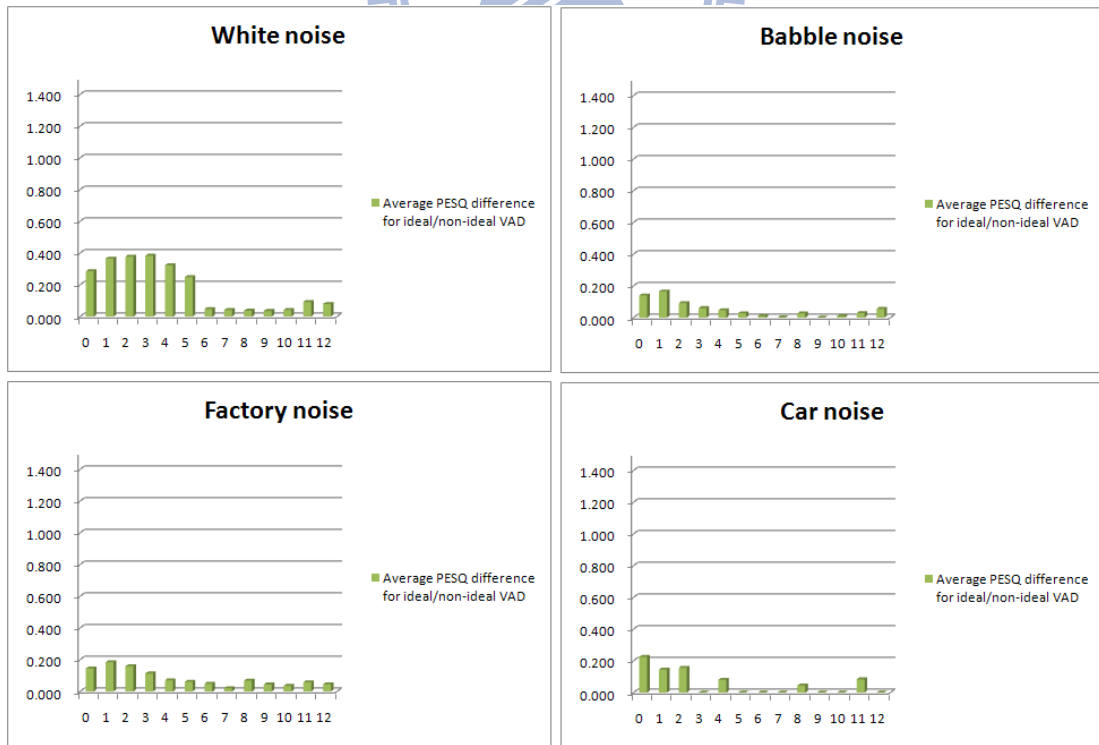 White noise
1.400
1.200
1.000
0.800
0.600
0.400
0.200
0.000
0 1 2 3 4 5 6 7 8 9 10 11 12
Average PESQ difference
for ideal/non-ideal VAD
Babble noise
1.400
1.200
1.000
0.800
0.600
0.400
0.200
0.000
0 1 2 3 4 5 6 7 8 9 10 11 12
Average PESQ difference
for ideal/non-ideal VAD
Factory noise
1.400
1.200
1.000
0.800
0.600
0.400
0.200
0.000
0 1 2 3 4 5 6 7 8 9 10 11 12
Average PESQ difference
for ideal/non-ideal VAD
Car noise
1.400
1.200
1.000
0.800
0.600
0.400
0.200
0.000
0 1 2 3 4 5 6 7 8 9 10 11 12
Average PESQ difference
for ideal/non-ideal VAD